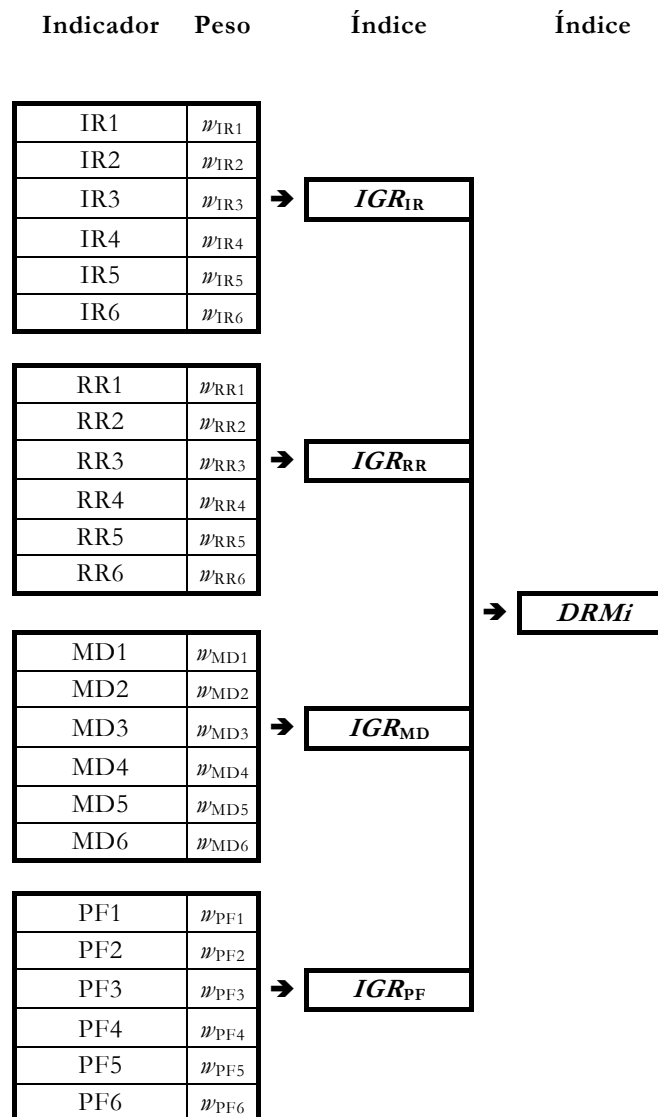 Indicador Peso Índice Índice
IR1 wIR1
IR2 wIR2
IR3 wIR3 ➔ IGRIR
IR4 wIR4
IR5 wIR5
IR6 wIR6
RR1 wRR1
RR2 wRR2
RR3 wRR3 ➔ IGRRR
RR4 wRR4
RR5 wRR5
RR6 wRR6
➔ DRMi
MD1 wMD1
MD2 wMD2
MD3 wMD3 ➔ IGRMD
MD4 wMD4
MD5 wMD5
MD6 wMD6
PF1 wPF1
PF2 wPF2
PF3 wPF3 ➔ IGRPF
PF4 wPF4
PF5 wPF5
PF6 wPF6